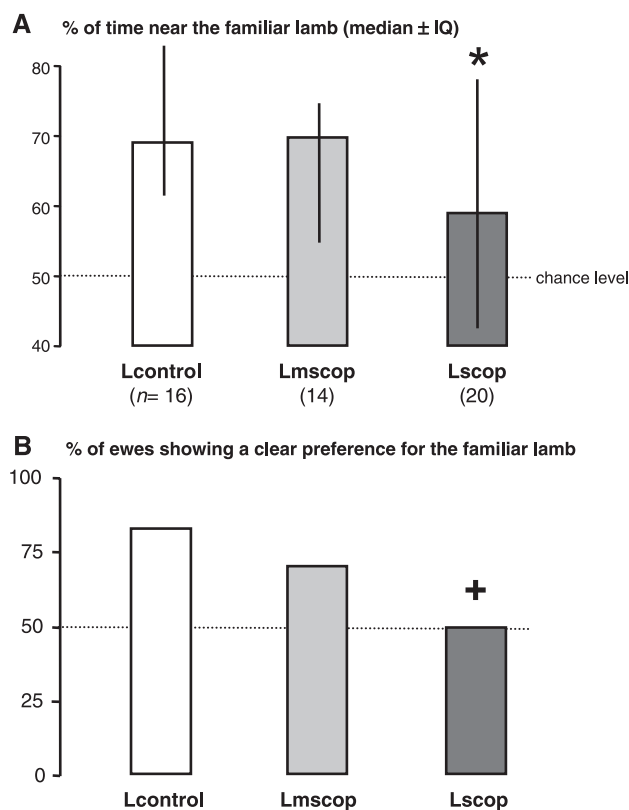 A % of time near the familiar lamb (median ± IQ)
80
*
70
60
50
chance level
40
Lcontrol Lmscop Lscop
(n= 16) (14) (20)
B % of ewes showing a clear preference for the familiar lamb
100
75
+
50
25
0
Lcontrol Lmscop Lscop